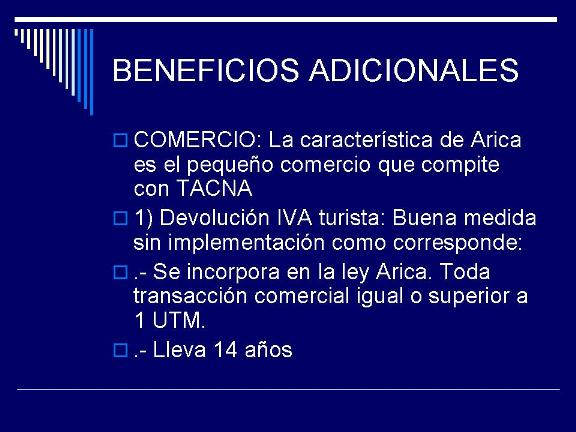 BENEFICIOS ADICIONALES
COMERCIO: La característica de Arica
es el pequeño comercio que compite
con TACNA
1) Devolución IVA turista: Buena medida
sin implementación como corresponde:
.- Se incorpora en la ley Arica. Toda
transacción comercial igual o superior a
1 UTM.
.- Lleva 14 años